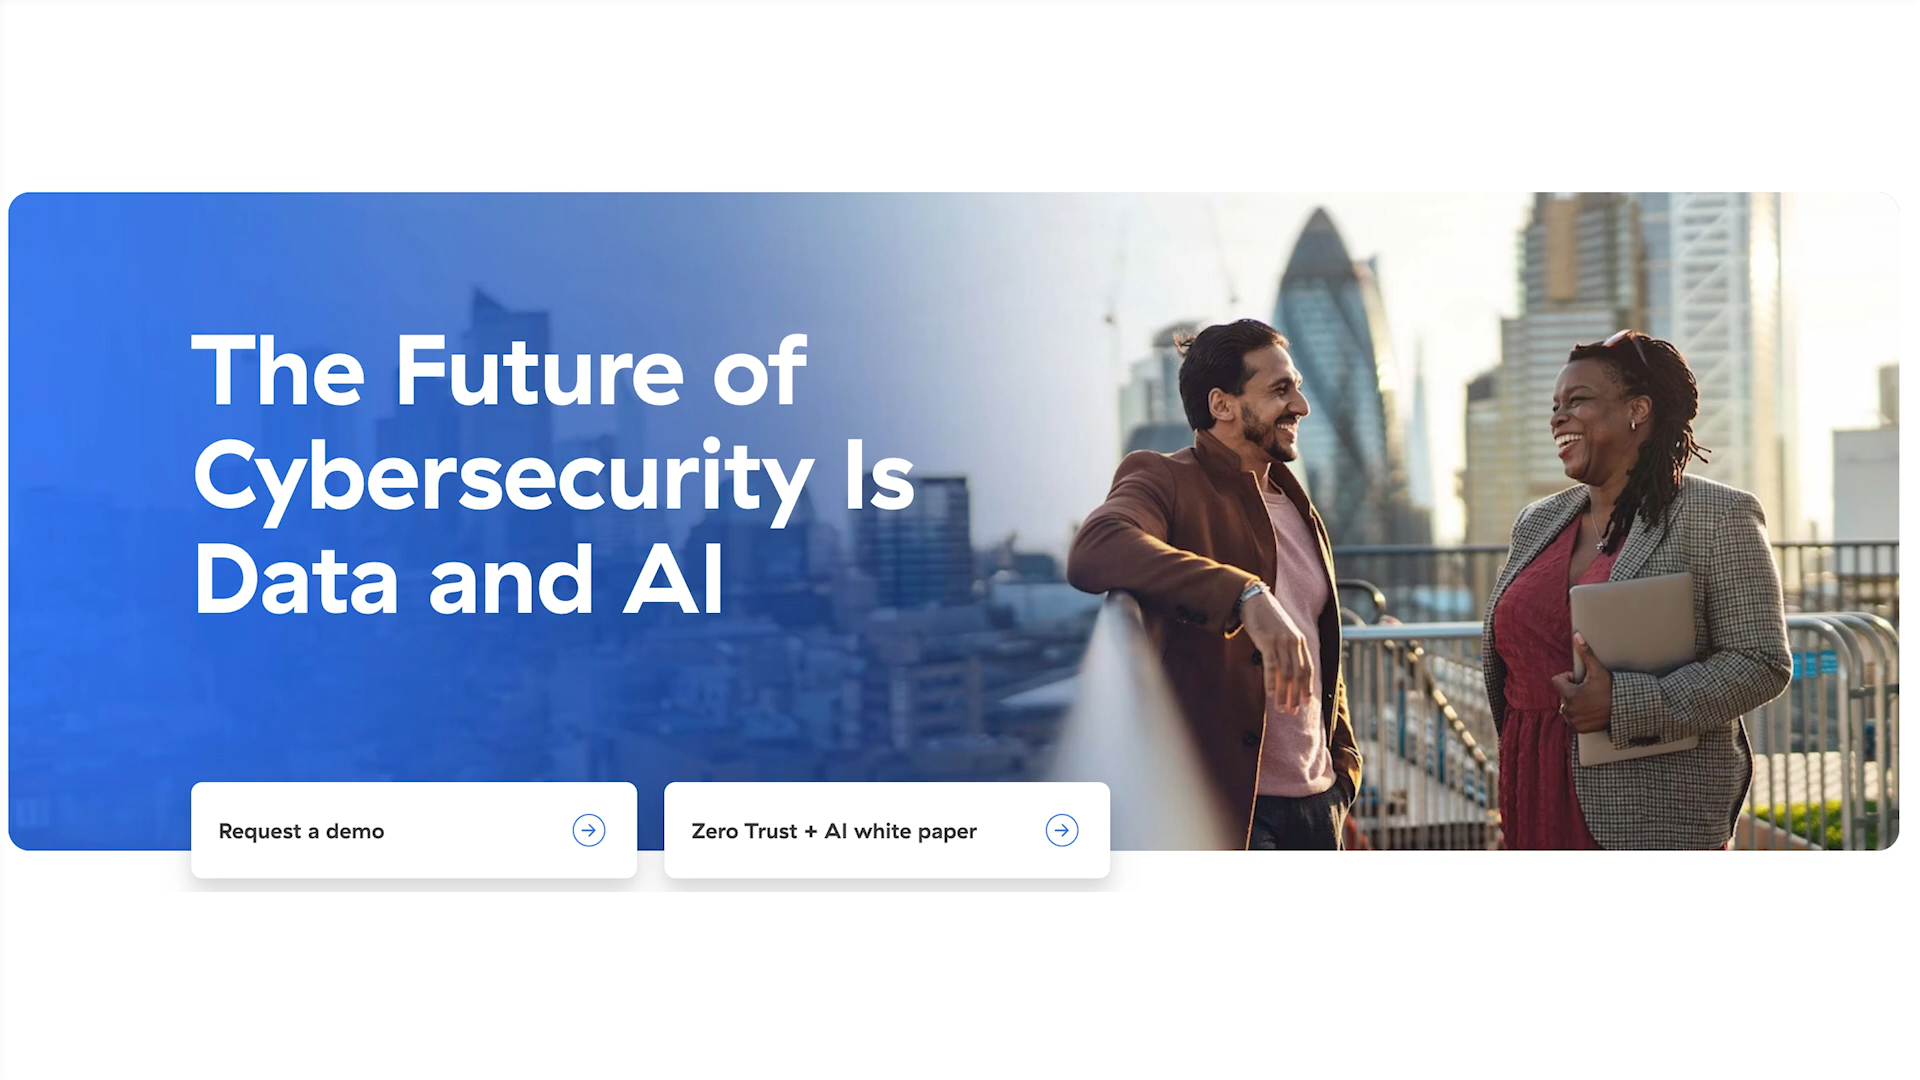 The Future of
Cybersecurity Is
Data and AI
Request a demo
Zero Trust + AI white paper